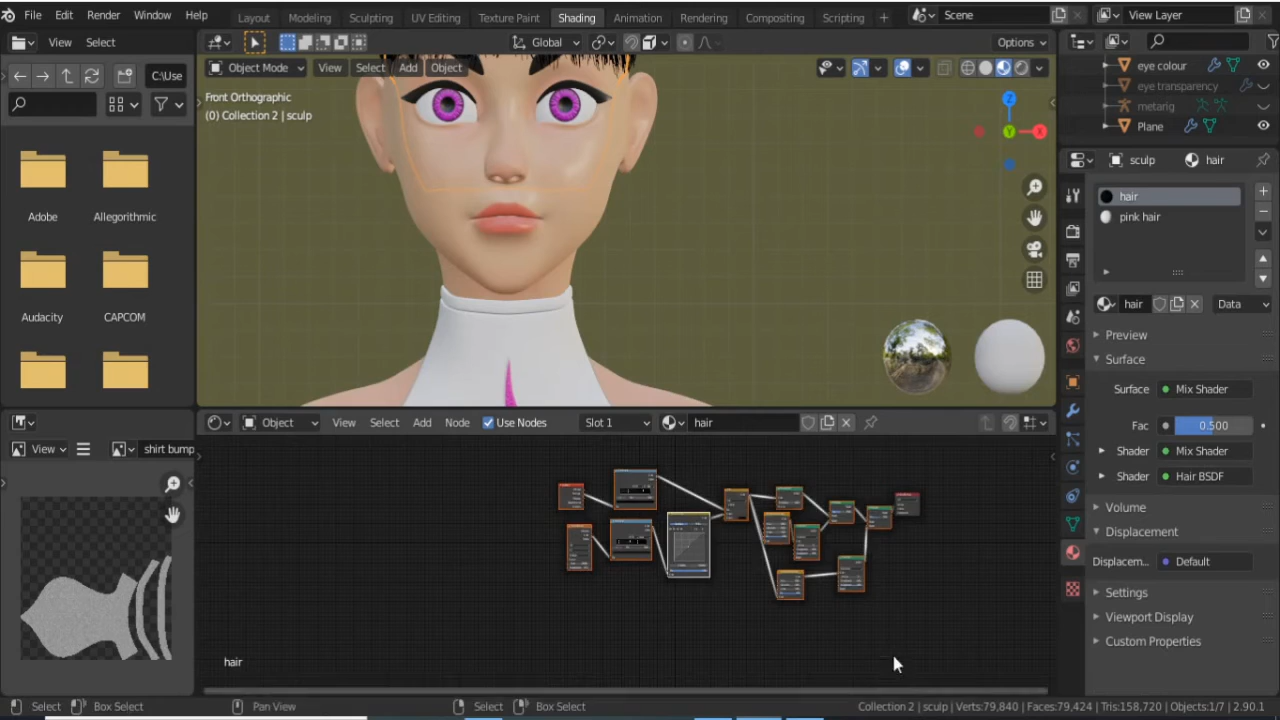 File Edit Render Window Help Layout Modeling Sculpting UV Editing Texture Paint Shading Animation Rendering Compositing Scripting Scene View Layer
View Select Global Options
C:\Use Object Mode View Select Add Object
eye colour
eye transparency
metarig
Plane
Front Orthographic
(0) Collection 2 | sculp
sculp hair
hair
pink hair
Adobe Allegorithmic
Audacity CAPCOM
hair Data
Preview
Surface
Surface Mix Shader
Fac 0.500
Shader Mix Shader
Shader Hair BSDF
Volume
Displacement
Displacem... Default
Settings
Viewport Display
Custom Properties
Object View Select Add Node Use Nodes Slot 1 hair
View shirt bump
hair
Select Box Select Pan View Select Box Select Collection 2 | sculp | Verts:79,840 | Faces:79,424 | Tris:158,720 | Objects:1/7 | 2.90.1